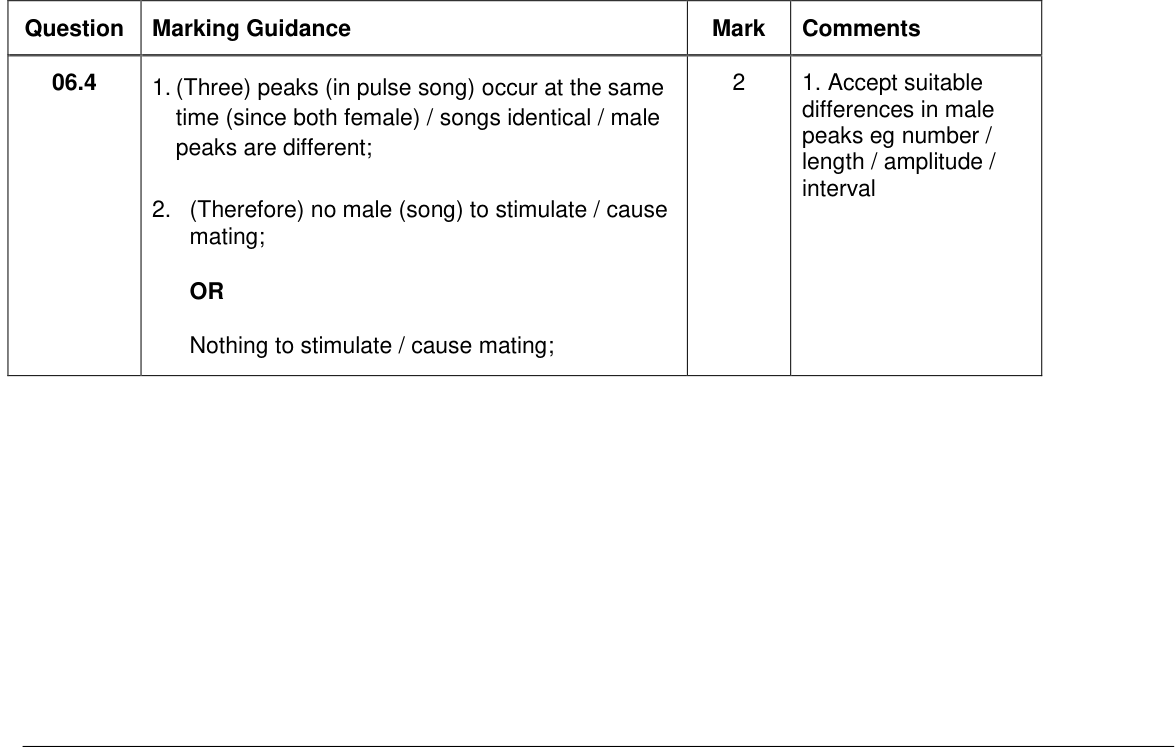 Question Marking Guidance Mark Comments
06.4 1. (Three) peaks (in pulse song) occur at the same
time (since both female) / songs identical / male
peaks are different;
2. (Therefore) no male (song) to stimulate / cause
mating;
OR
Nothing to stimulate / cause mating;
2
1. Accept suitable
differences in male
peaks eg number /
length / amplitude /
interval